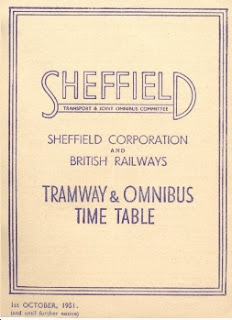 SHEFFIELD
TRANSPORT & JOINT OMNIBUS COMMITTEE
SHEFFIELD CORPORATION
AND
BRITISH RAILWAYS
TRAMWAY & OMNIBUS
TIME TABLE
1st OCTOBER, 1951.
(and until further notice)